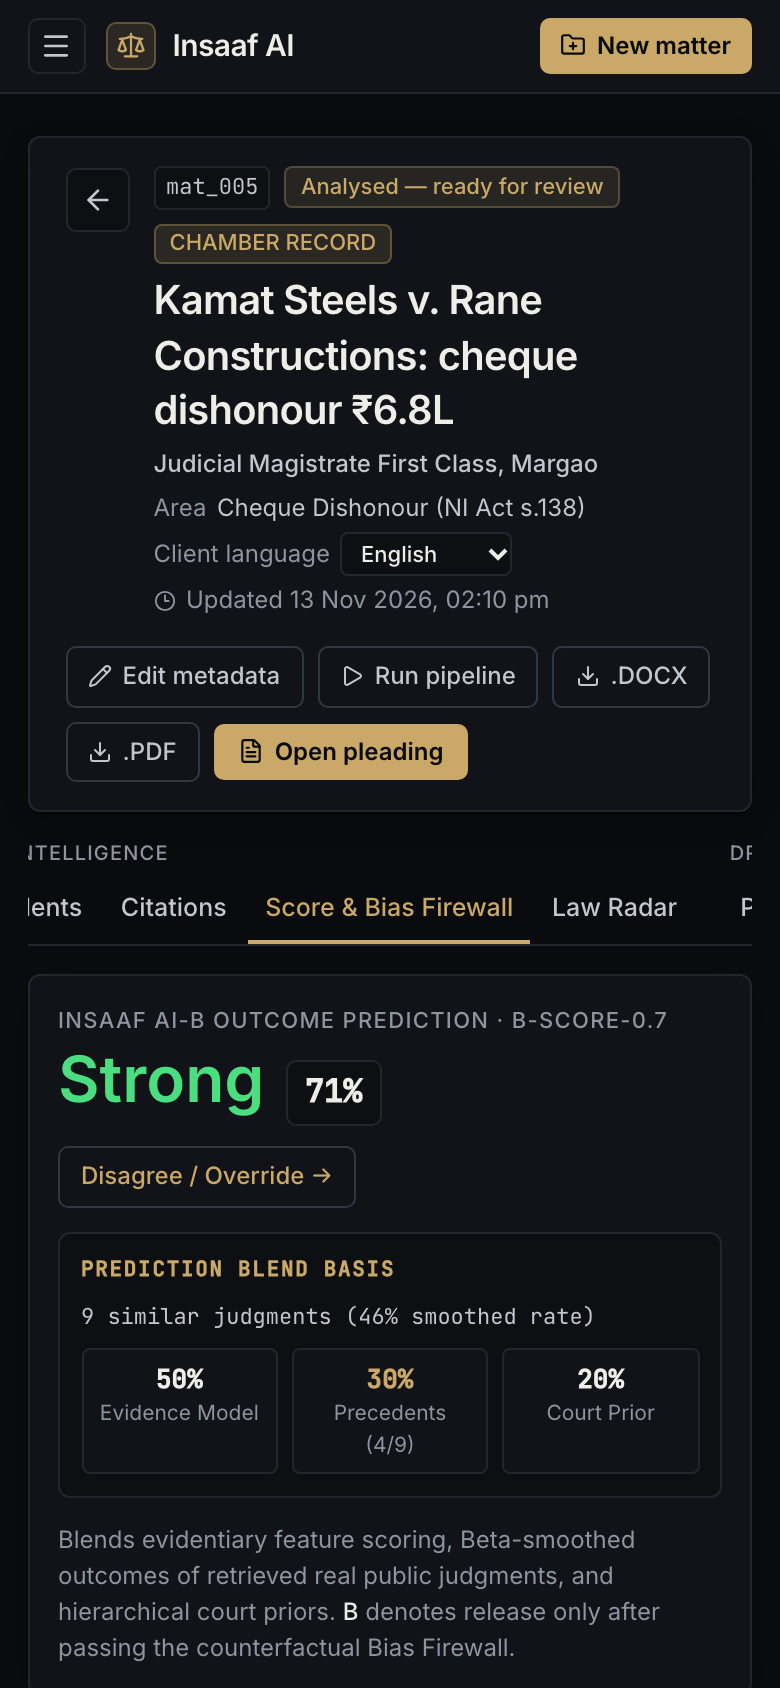 Insaaf AI
New matter
mat_005
Analysed — ready for review
CHAMBER RECORD
Kamat Steels v. Rane
Constructions: cheque
dishonour ₹6.8L
Judicial Magistrate First Class, Margao
Area Cheque Dishonour (NI Act s.138)
Client language English
Updated 13 Nov 2026, 02:10 pm
Edit metadata
Run pipeline
.DOCX
.PDF
Open pleading
Citations
Score & Bias Firewall
Law Radar
INSAAF AI-B OUTCOME PREDICTION · B-SCORE-0.7
Strong 71%
Disagree / Override →
PREDICTION BLEND BASIS
9 similar judgments (46% smoothed rate)
50%
Evidence Model
30%
Precedents
(4/9)
20%
Court Prior
Blends evidentiary feature scoring, Beta-smoothed
outcomes of retrieved real public judgments, and
hierarchical court priors. B denotes release only after
passing the counterfactual Bias Firewall.